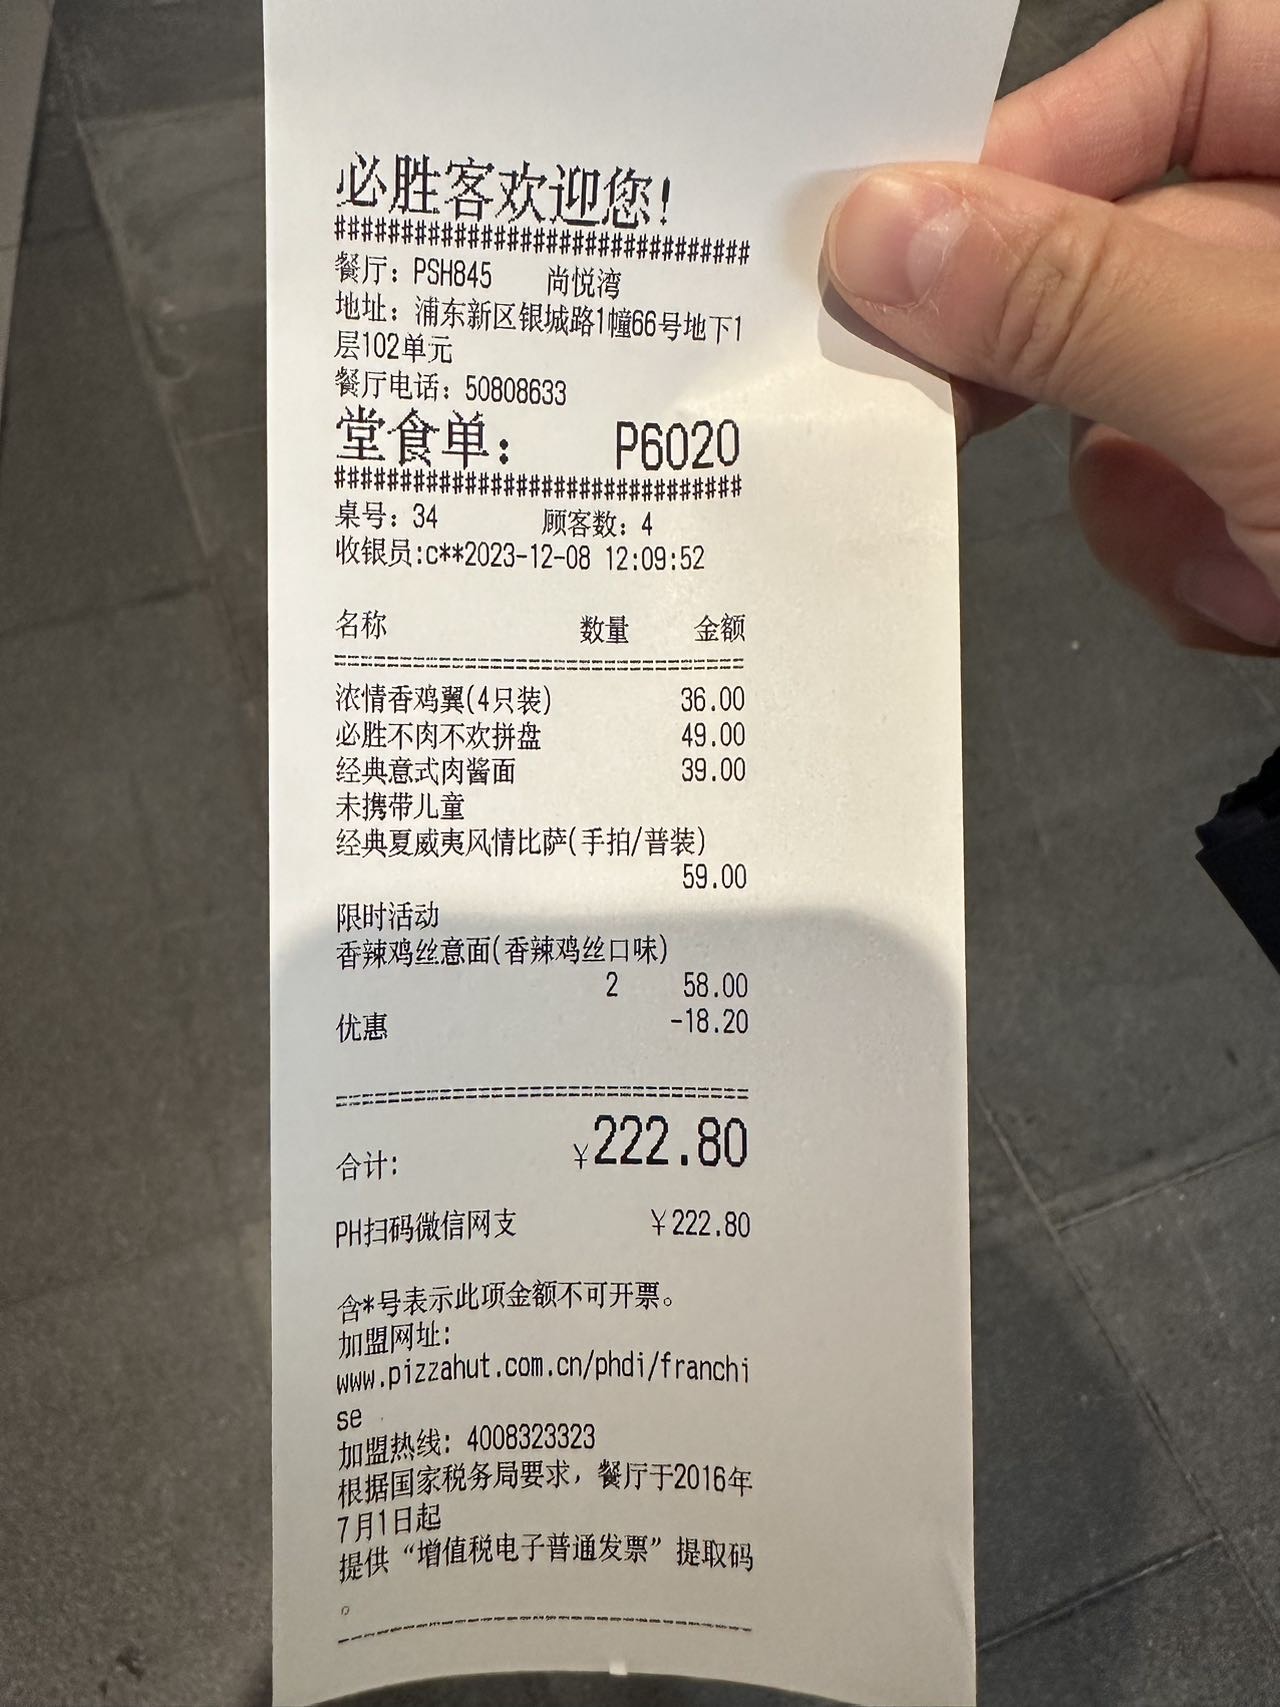 必胜客欢迎您!
################################
餐厅: PSH845 尚悦湾
地址: 浦东新区银城路1幢66号地下1
层102单元
餐厅电话: 50808633
堂食单: P6020
################################
桌号: 34 顾客数: 4
收银员:c**2023-12-08 12:09:52
名称 数量 金额
================================
浓情香鸡翼(4只装) 36.00
必胜不肉不欢拼盘 49.00
经典意式肉酱面 39.00
未携带儿童
经典夏威夷风情比萨(手拍/普装)
59.00
限时活动
香辣鸡丝意面(香辣鸡丝口味)
2 58.00
优惠 -18.20
================================
合计: ¥222.80
PH扫码微信网支 ¥222.80
含*号表示此项金额不可开票。
加盟网址:
www.pizzahut.com.cn/phdi/franchi
se
加盟热线: 4008323323
根据国家税务局要求, 餐厅于2016年
7月1日起
提供“增值税电子普通发票”提取码
。
--------------------------------